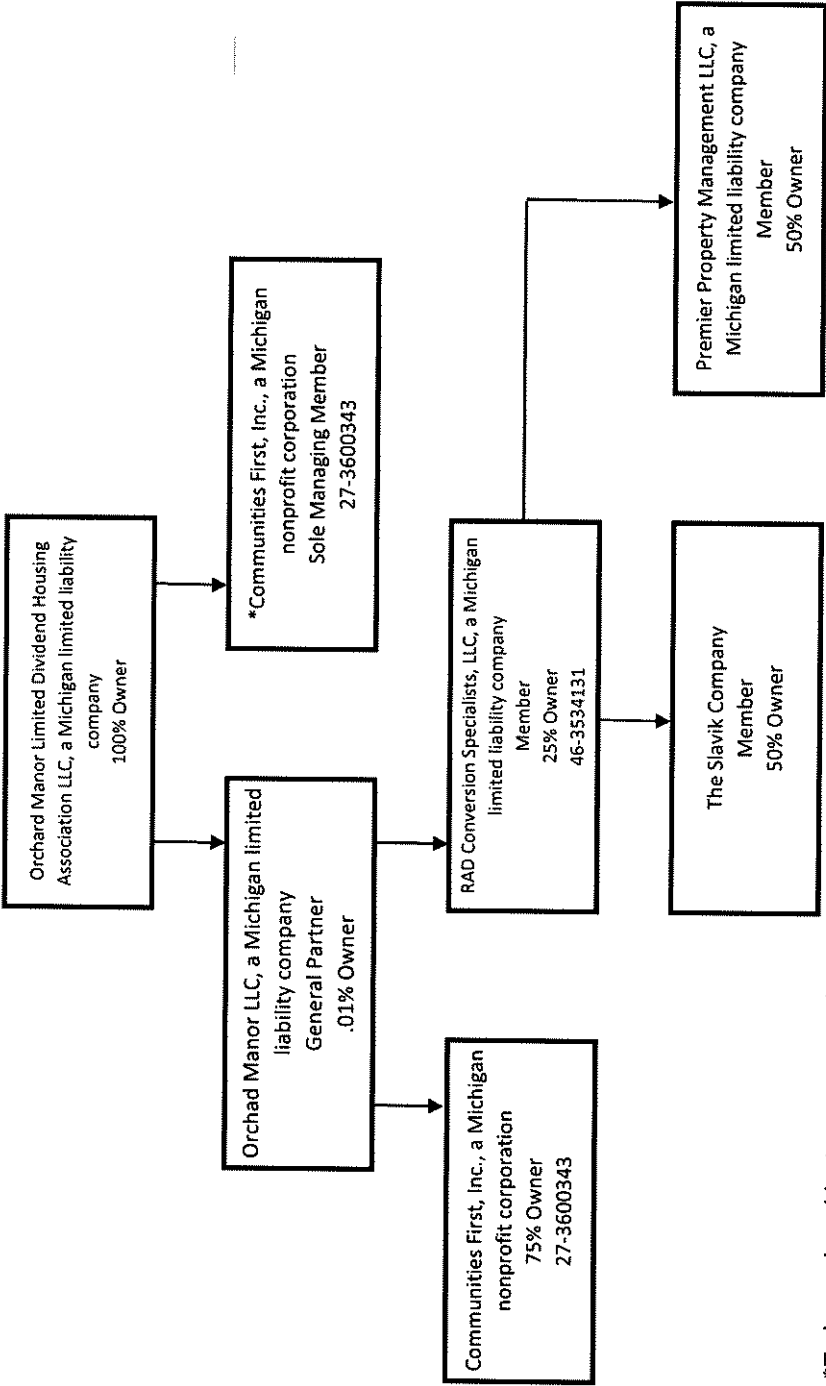 Orchard Manor Limited Dividend Housing
Association LLC, a Michigan limited liability
company
100% Owner
Orchad Manor LLC, a Michigan limited
liability company
General Partner
.01% Owner
*Communities First, Inc., a Michigan
nonprofit corporation
Sole Managing Member
27-3600343
Communities First, Inc., a Michigan
nonprofit corporation
75% Owner
27-3600343
RAD Conversion Specialists, LLC, a Michigan
limited liability company
Member
25% Owner
46-3534131
The Slavik Company
Member
50% Owner
Premier Property Management LLC, a
Michigan limited liability company
Member
50% Owner